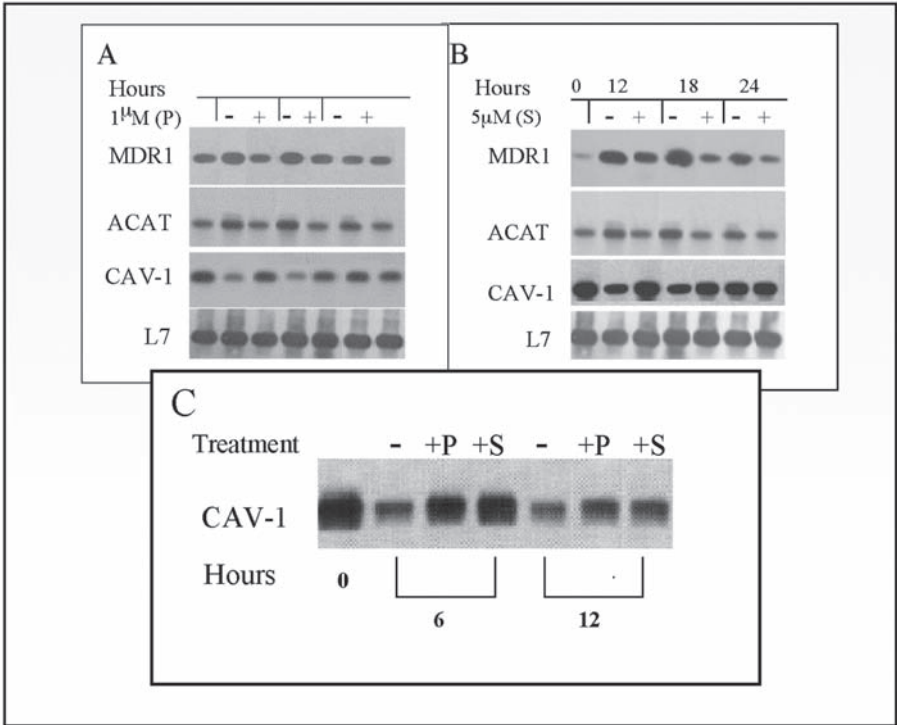 A
Hours
1µM (P) - + - + - +
MDR1
ACAT
CAV-1
L7
B
Hours 0 12 18 24
5µM (S) - + - + - +
MDR1
ACAT
CAV-1
L7
C
Treatment - +P +S - +P +S
CAV-1
Hours 0
6 12